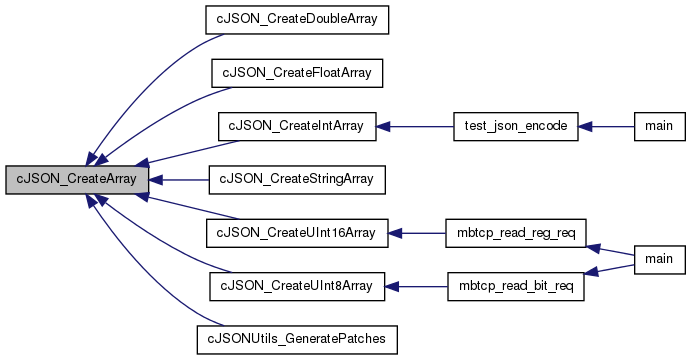 cJSON_CreateDoubleArray
cJSON_CreateFloatArray
cJSON_CreateIntArray
test_json_encode
main
cJSON_CreateArray
cJSON_CreateStringArray
cJSON_CreateUInt16Array
mbtcp_read_reg_req
main
cJSON_CreateUInt8Array
mbtcp_read_bit_req
cJSONUtils_GeneratePatches